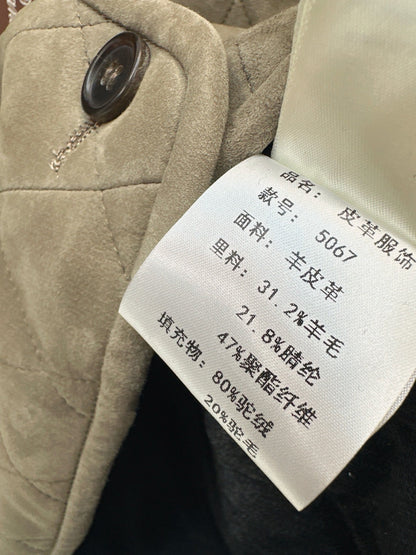 品名: 皮革服饰
款号: 5067
面料: 羊皮革
里料: 31.2%羊毛
21.8%腈纶
47%聚酯纤维
填充物: 80%驼绒
20%驼毛